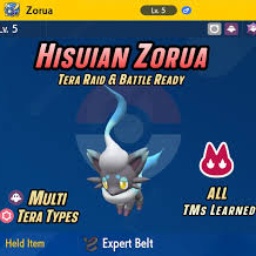 Zorua
Lv. 5
Lv. 5
HISUIAN ZORUA
TERA RAID & BATTLE READY
MULTI
TERA TYPES
ALL
TMS LEARNED
Held Item
Expert Belt